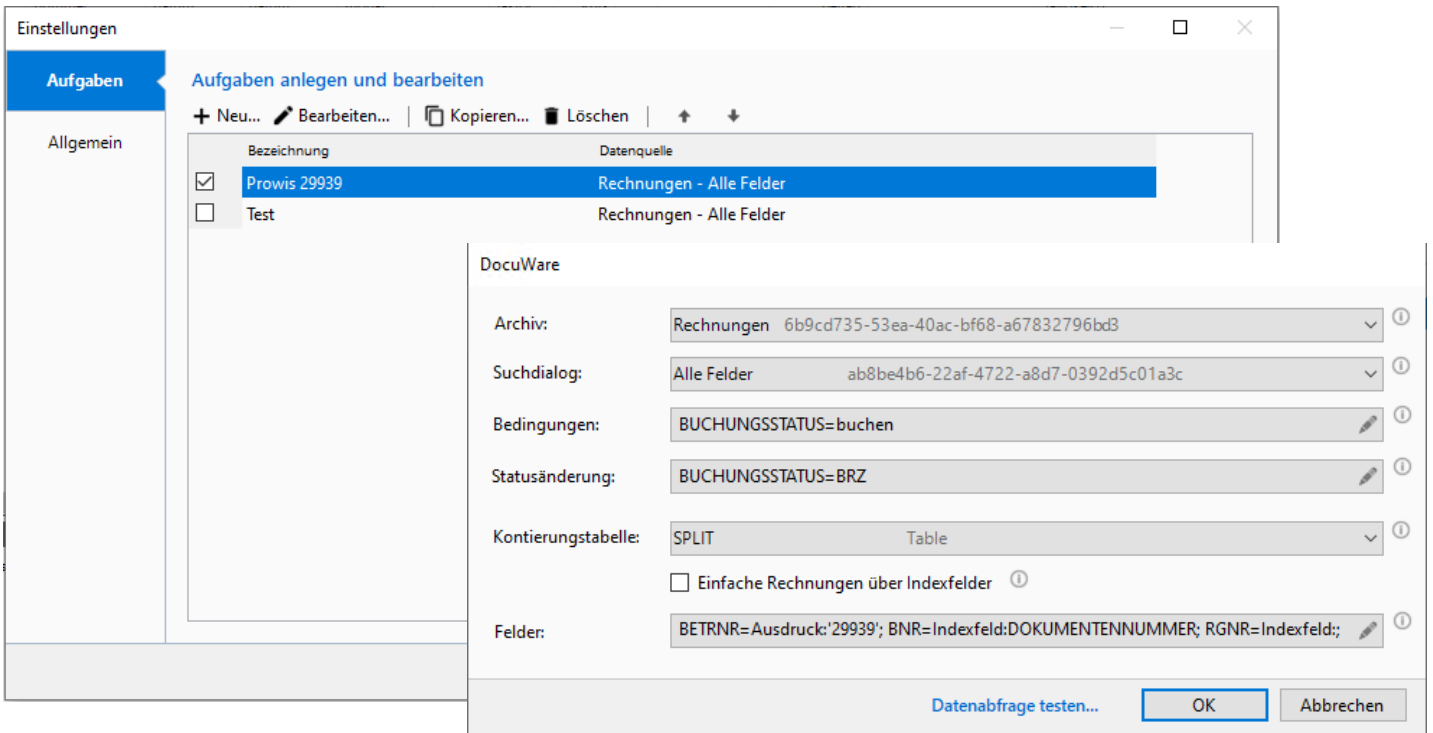 Einstellungen
Aufgaben
Allgemein
Aufgaben anlegen und bearbeiten
Neu... Bearbeiten... Kopieren... Löschen
Bezeichnung Datenquelle
Prowis 29939 Rechnungen - Alle Felder
Test Rechnungen - Alle Felder
DocuWare
Archiv: Rechnungen 6b9cd735-53ea-40ac-bf68-a67832796bd3
Suchdialog: Alle Felder ab8be4b6-22af-4722-a8d7-0392d5c01a3c
Bedingungen: BUCHUNGSSTATUS=buchen
Statusänderung: BUCHUNGSSTATUS=BRZ
Kontierungstabelle: SPLIT Table
Einfache Rechnungen über Indexfelder
Felder: BETRNR=Ausdruck:'29939'; BNR=Indexfeld:DOKUMENTENNUMMER; RGNR=Indexfeld:;
Datenabfrage testen... OK Abbrechen